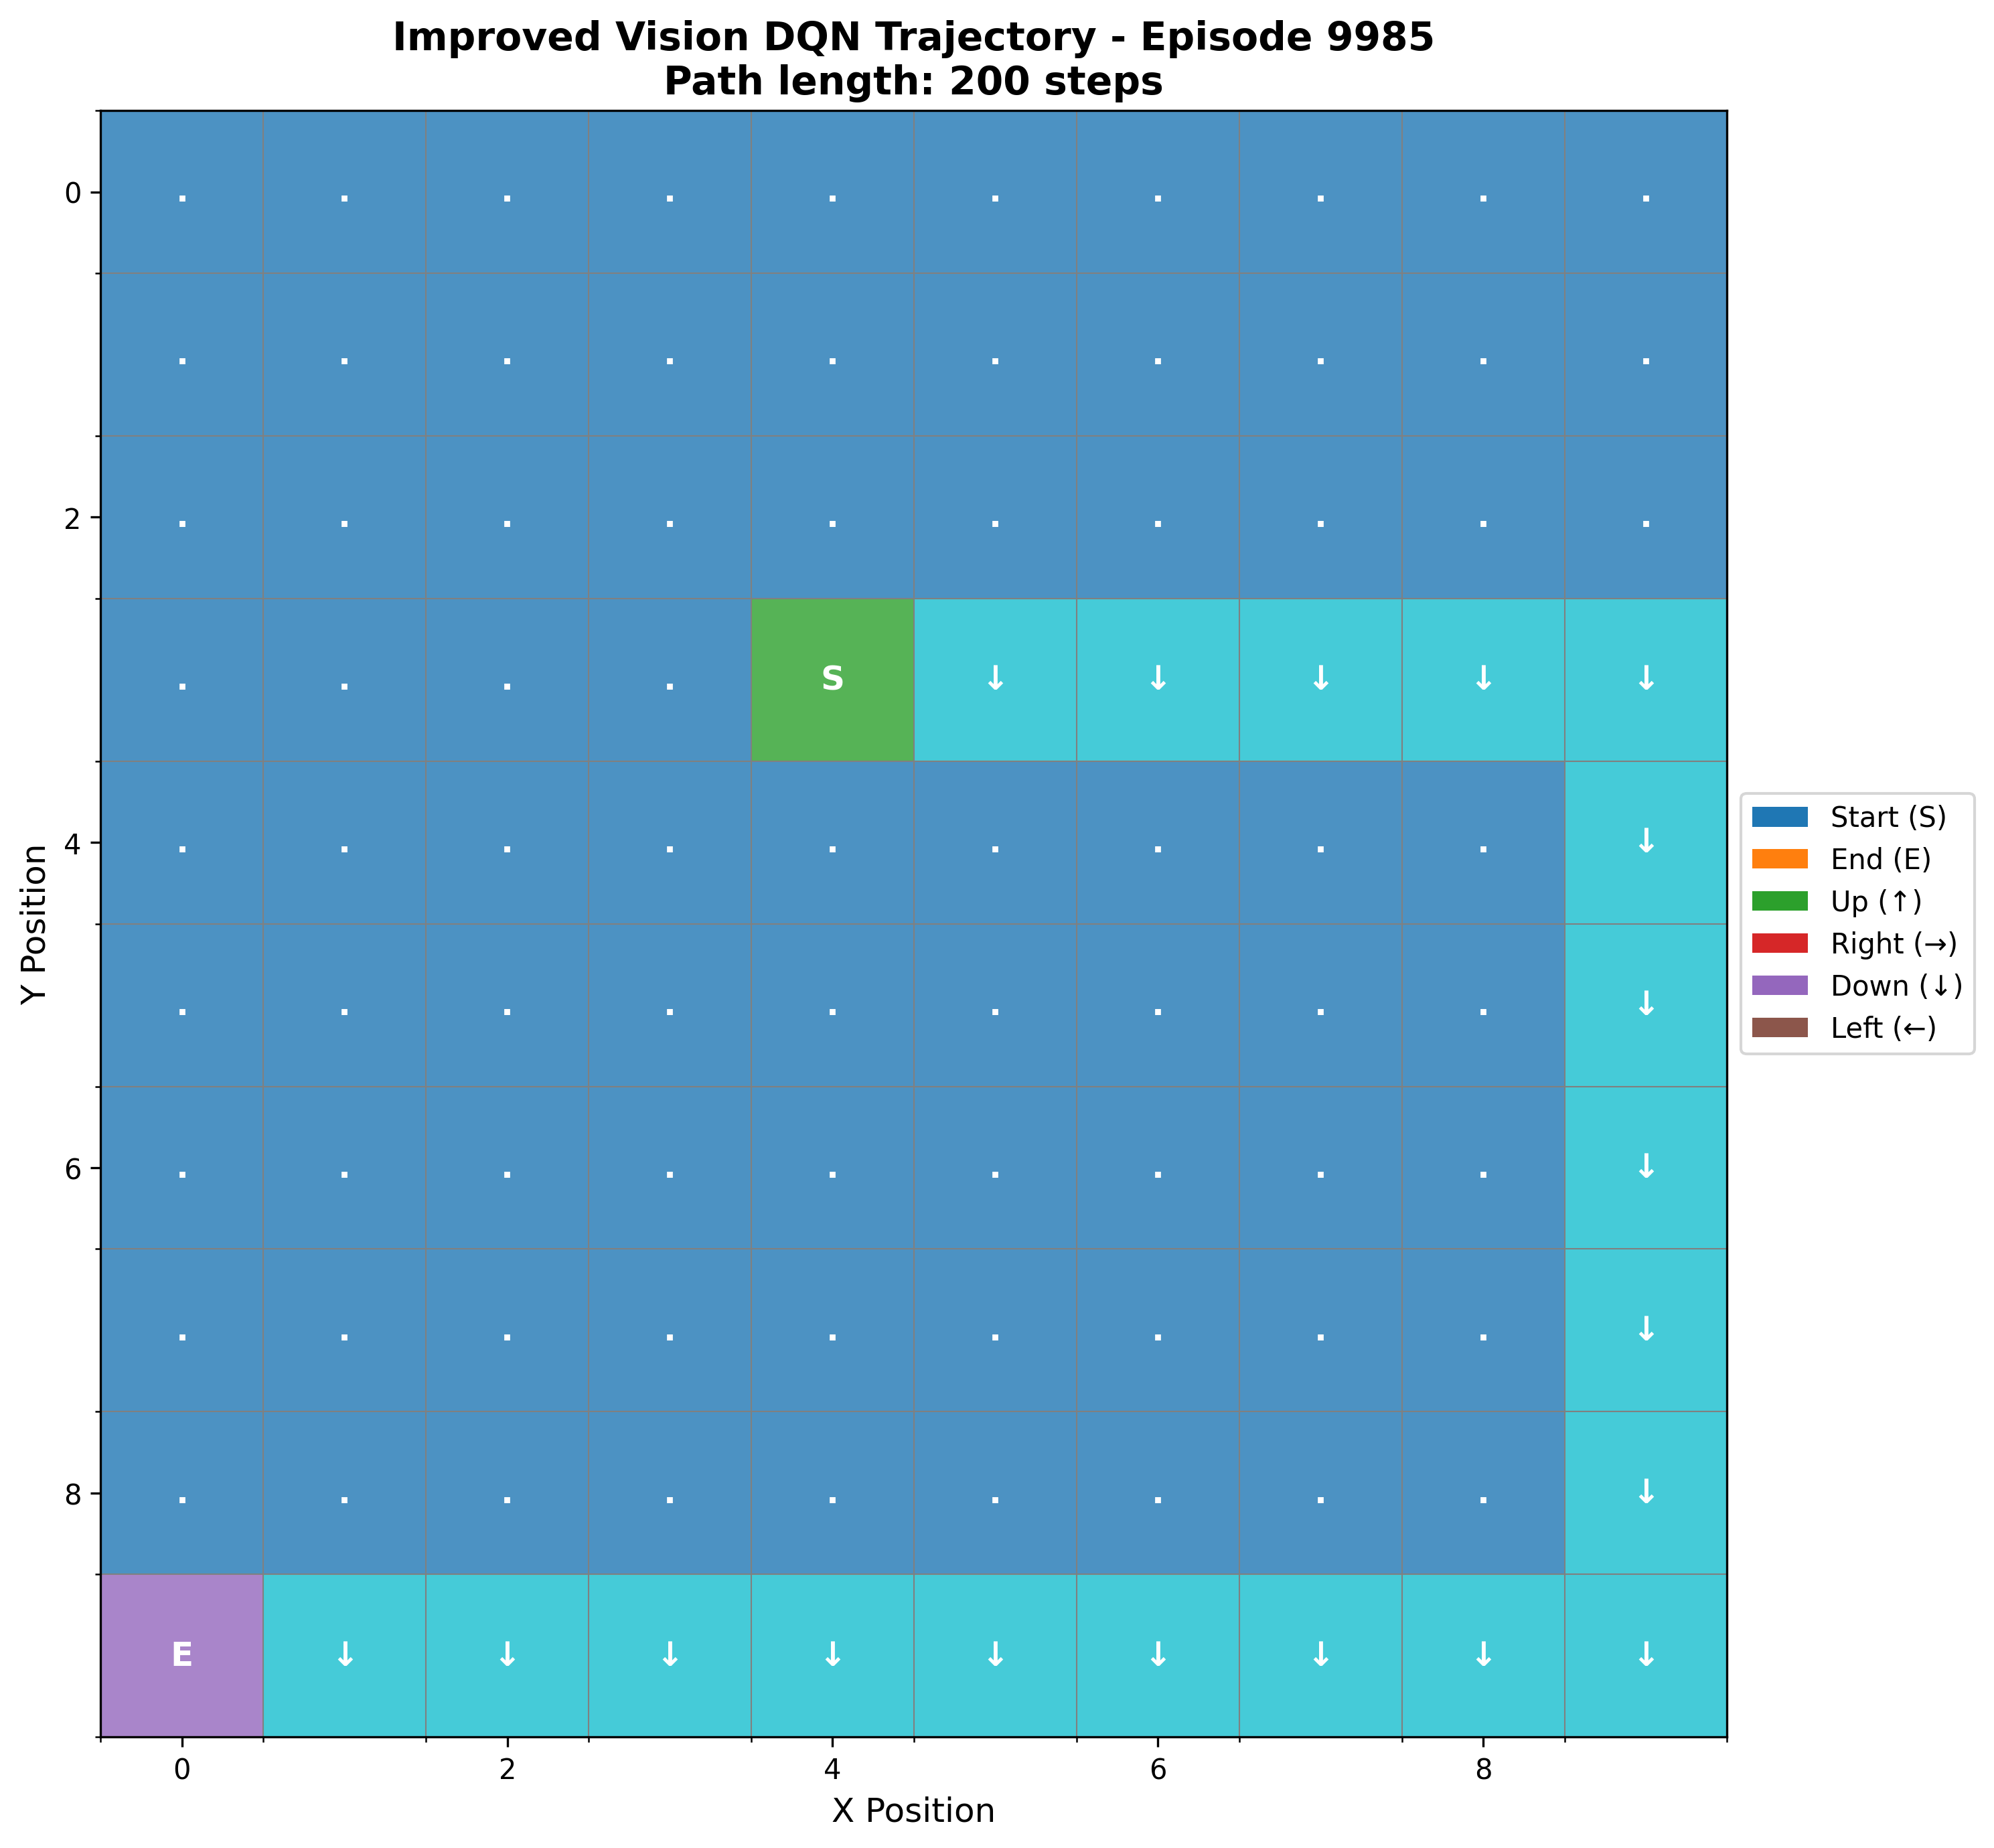 Improved Vision DQN Trajectory - Episode 9985
Path length: 200 steps
0
. . . . . . . . . .
. . . . . . . . . .
2
. . . . . . . . . .
. . . . S ↓ ↓ ↓ ↓ ↓
4
. . . . . . . . . ↓
. . . . . . . . . ↓
6
. . . . . . . . . ↓
. . . . . . . . . ↓
8
. . . . . . . . . ↓
E ↓ ↓ ↓ ↓ ↓ ↓ ↓ ↓ ↓
0 2 4 6 8
X Position
Y Position
Start (S)
End (E)
Up (↑)
Right (→)
Down (↓)
Left (←)